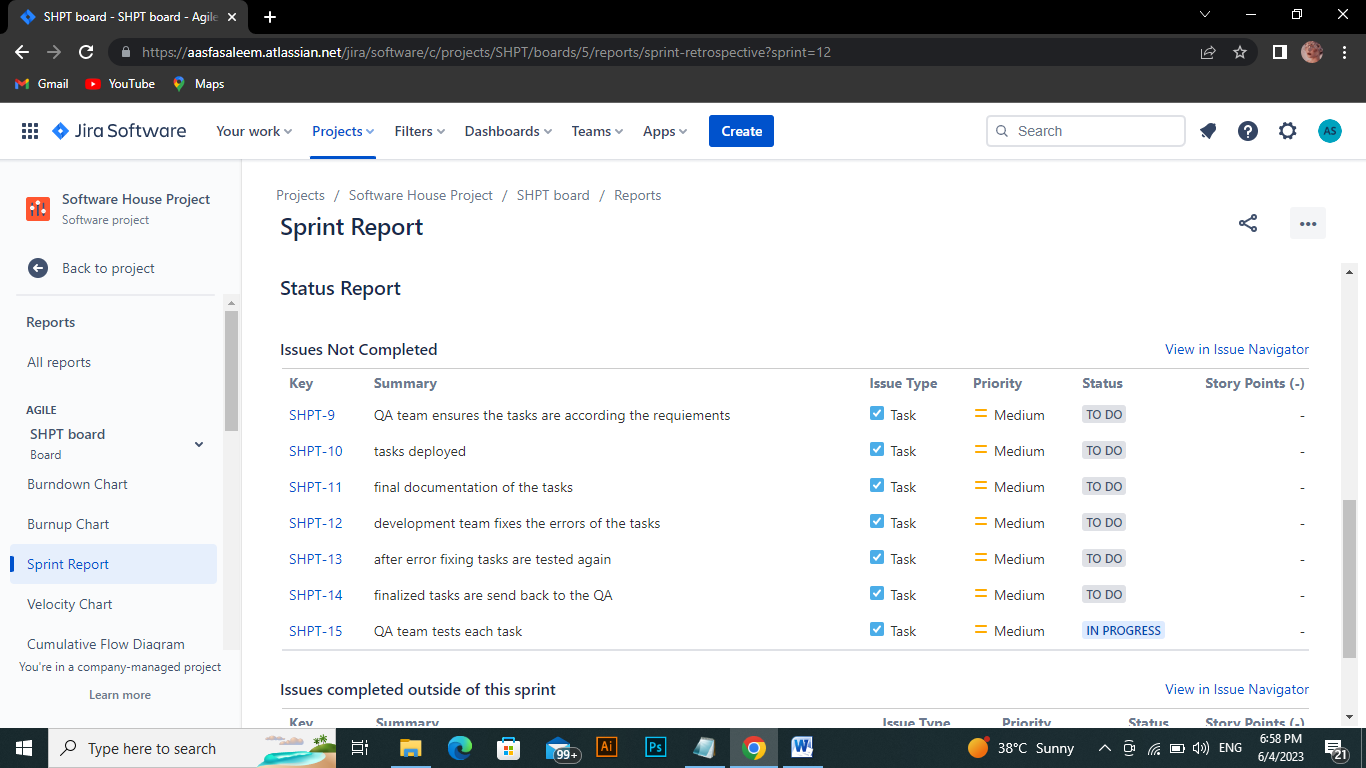 SHPT board - SHPT board - Agile
https://aasfasaleem.atlassian.net/jira/software/c/projects/SHPT/boards/5/reports/sprint-retrospective?sprint=12
Gmail YouTube Maps
Jira Software Your work Projects Filters Dashboards Teams Apps Create Search AS
Software House Project
Software project
Back to project
Reports
All reports
AGILE
SHPT board
Board
Burndown Chart
Burnup Chart
Sprint Report
Velocity Chart
Cumulative Flow Diagram
You're in a company-managed project
Learn more
Projects / Software House Project / SHPT board / Reports
Sprint Report
Status Report
Issues Not Completed View in Issue Navigator
Key Summary Issue Type Priority Status Story Points (-)
SHPT-9 QA team ensures the tasks are according the requiements Task Medium TO DO -
SHPT-10 tasks deployed Task Medium TO DO -
SHPT-11 final documentation of the tasks Task Medium TO DO -
SHPT-12 development team fixes the errors of the tasks Task Medium TO DO -
SHPT-13 after error fixing tasks are tested again Task Medium TO DO -
SHPT-14 finalized tasks are send back to the QA Task Medium TO DO -
SHPT-15 QA team tests each task Task Medium IN PROGRESS -
Issues completed outside of this sprint View in Issue Navigator
Key Summary Issue Type Priority Status Story Points (-)
Type here to search 99+ Ai Ps W 38°C Sunny ENG 6:58 PM
6/4/2023 21